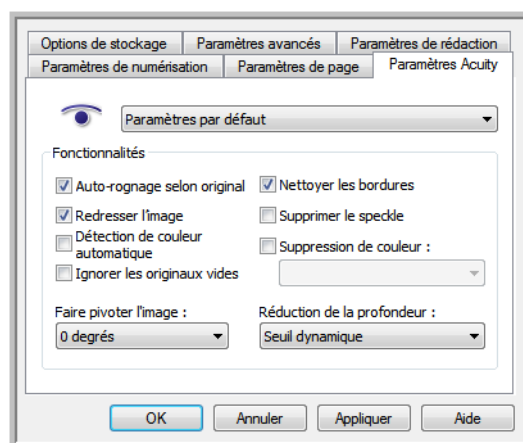 Options de stockage Paramètres avancés Paramètres de rédaction
Paramètres de numérisation Paramètres de page Paramètres Acuity
Paramètres par défaut
Fonctionnalités
Auto-rognage selon original Nettoyer les bordures
Redresser l'image Supprimer le speckle
Détection de couleur
automatique
Suppression de couleur :
Ignorer les originaux vides
Faire pivoter l'image : Réduction de la profondeur :
0 degrés Seuil dynamique
OK Annuler Appliquer Aide